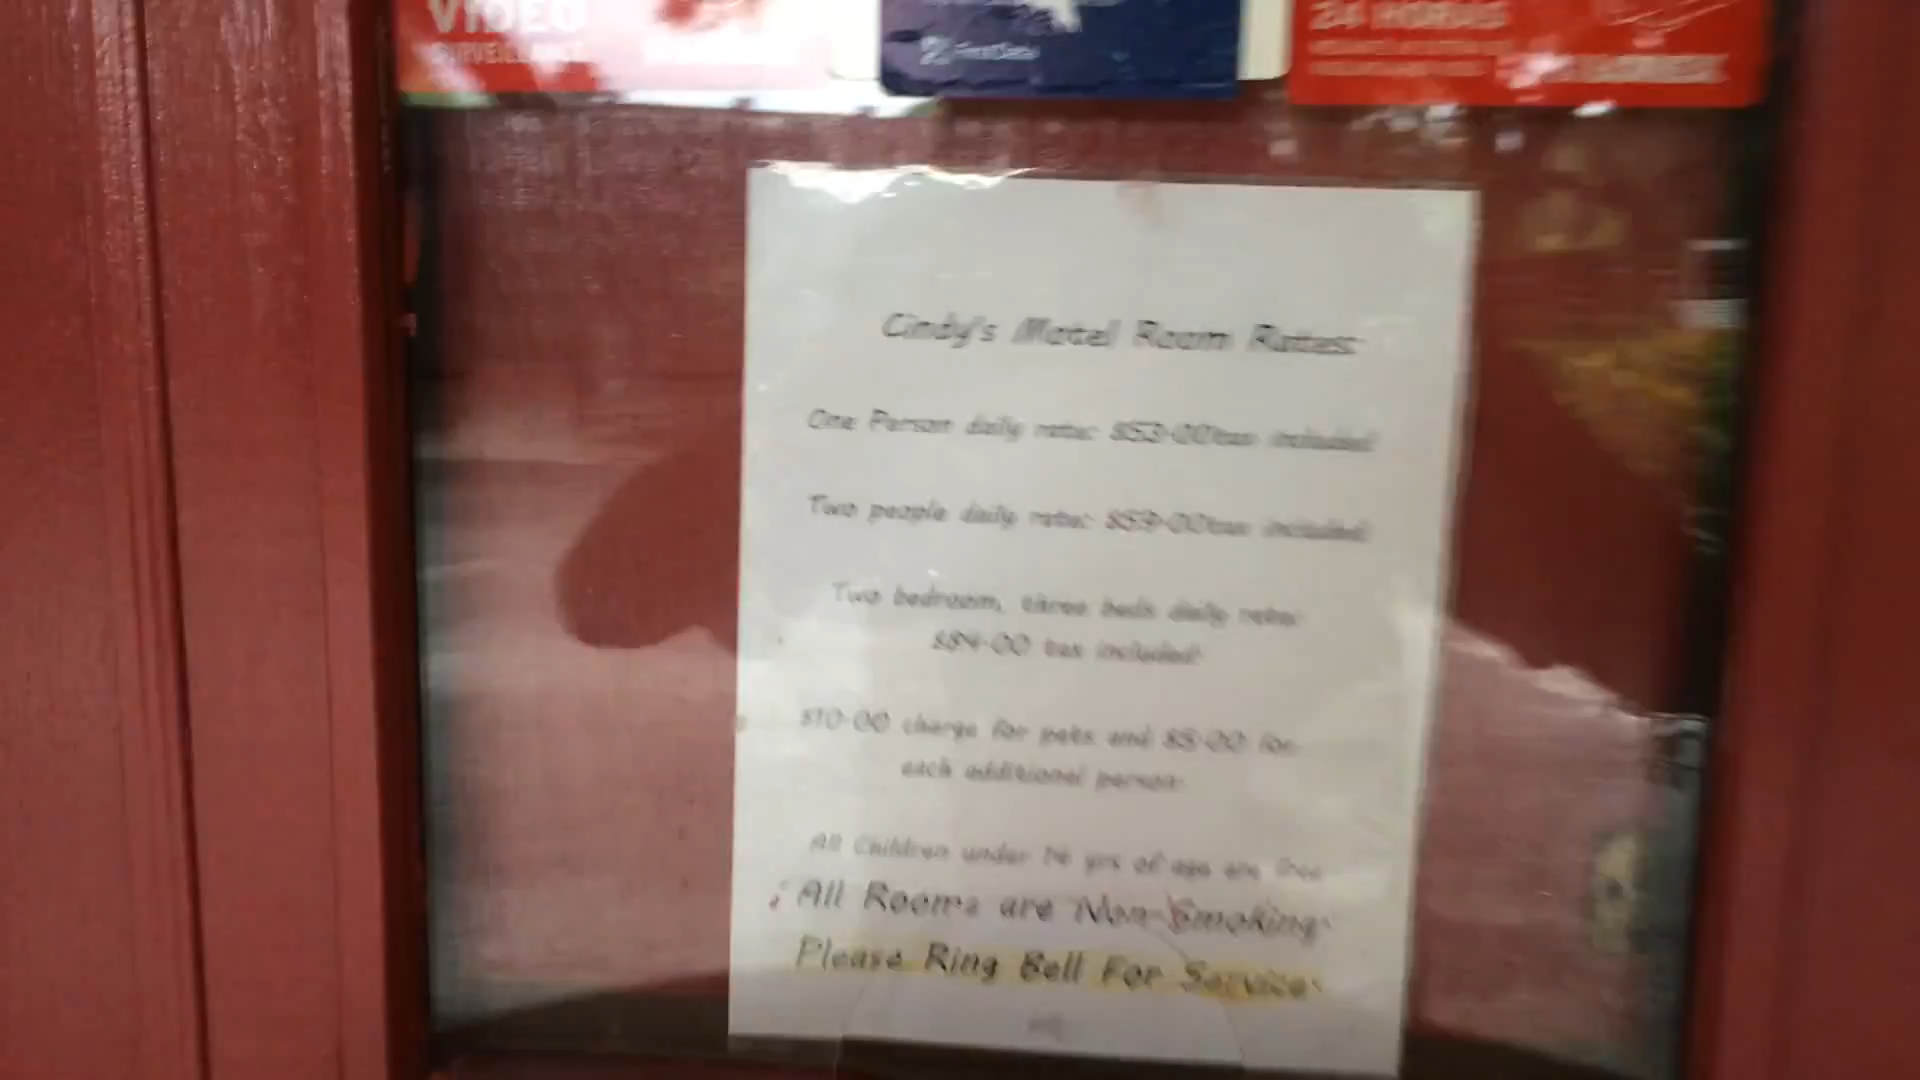 VIDEO
SURVEILLANCE
First Data
24 HORAS
Cindy's Motel Room Rates:
One Person daily rate: $53.00 tax included
Two people daily rate: $59.00 tax included
Two bedroom, three beds daily rate:
$84.00 tax included
$10.00 charge for pets and $5.00 for
each additional person
All Children under yrs of age are free
All Rooms are Non-Smoking
Please Ring Bell For Service